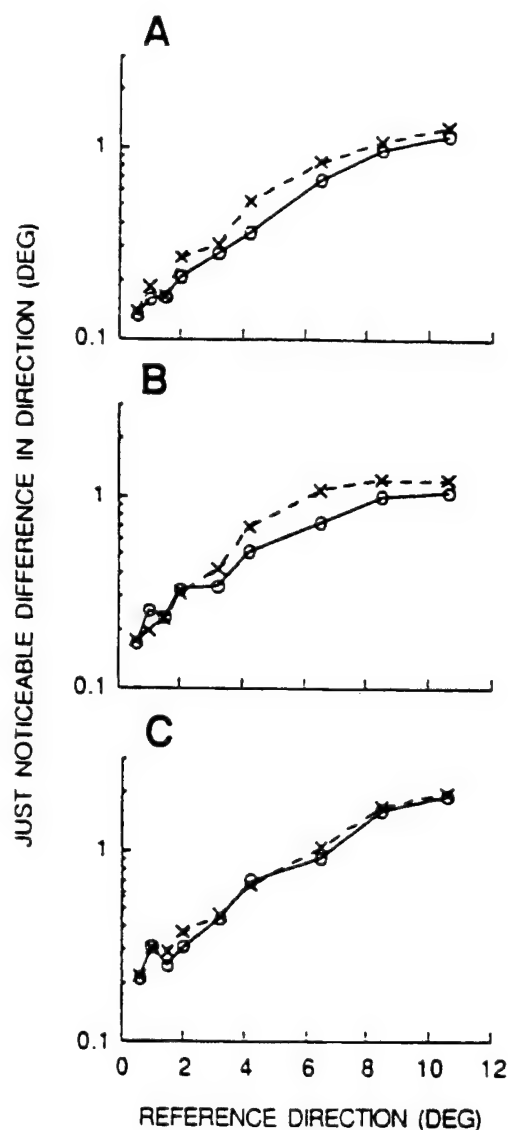 JUST NOTICEABLE DIFFERENCE IN DIRECTION (DEG)
A
1
0.1
B
1
0.1
C
1
0.1
0 2 4 6 8 10 12
REFERENCE DIRECTION (DEG)